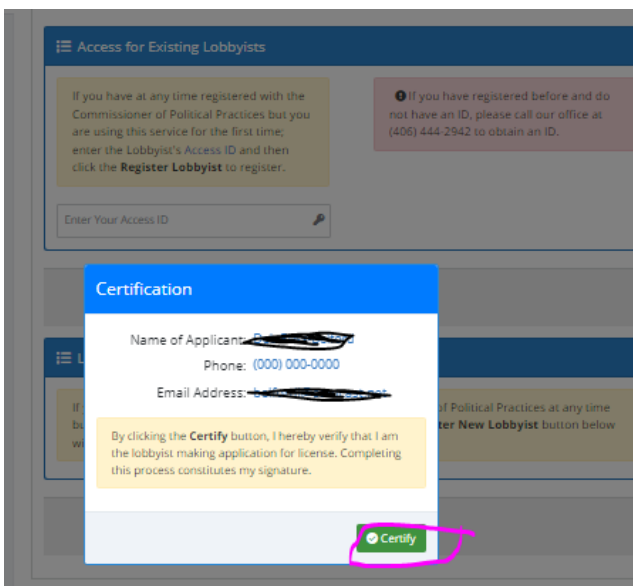 Access for Existing Lobbyists
If you have at any time registered with the
Commissioner of Political Practices but you
are using this service for the first time;
enter the Lobbyist's Access ID and then
click the Register Lobbyist to register.
If you have registered before and do
not have an ID, please call our office at
(406) 444-2942 to obtain an ID.
Enter Your Access ID
Certification
Name of Applicant:
Phone: (000) 000-0000
Email Address:
By clicking the Certify button, I hereby verify that I am
the lobbyist making application for license. Completing
this process constitutes my signature.
Certify
L
If
bu
wi
of Political Practices at any time
ter New Lobbyist button below